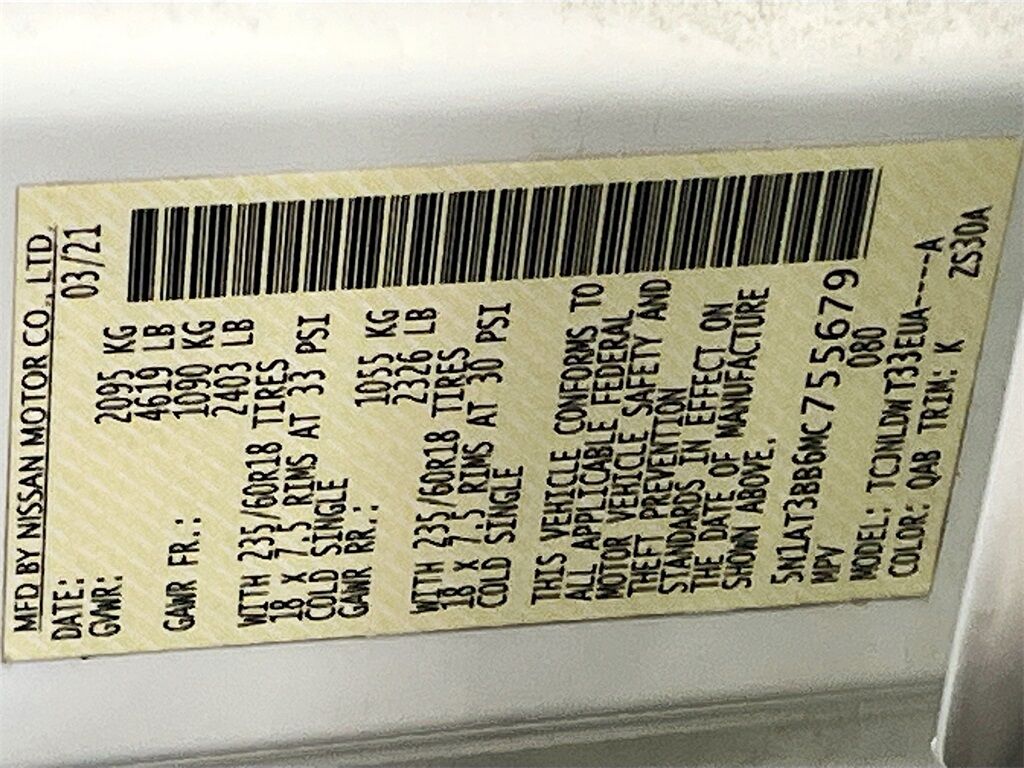 MFD BY NISSAN MOTOR CO., LTD.
DATE: 03/21
GVWR: 2095 KG
4619 LB
GAWR FR.: 1090 KG
2403 LB
WITH 235/60R18 TIRES
18 X 7.5 RIMS AT 33 PSI
COLD SINGLE
GAWR RR.: 1055 KG
2326 LB
WITH 235/60R18 TIRES
18 X 7.5 RIMS AT 30 PSI
COLD SINGLE
THIS VEHICLE CONFORMS TO
ALL APPLICABLE FEDERAL
MOTOR VEHICLE SAFETY AND
THEFT PREVENTION
STANDARDS IN EFFECT ON
THE DATE OF MANUFACTURE
SHOWN ABOVE.
5N1AT3BB6MC755679
MPV 080
MODEL: TCJNLDWT33EUA-----A
COLOR: QAB TRIM: K ZS30A